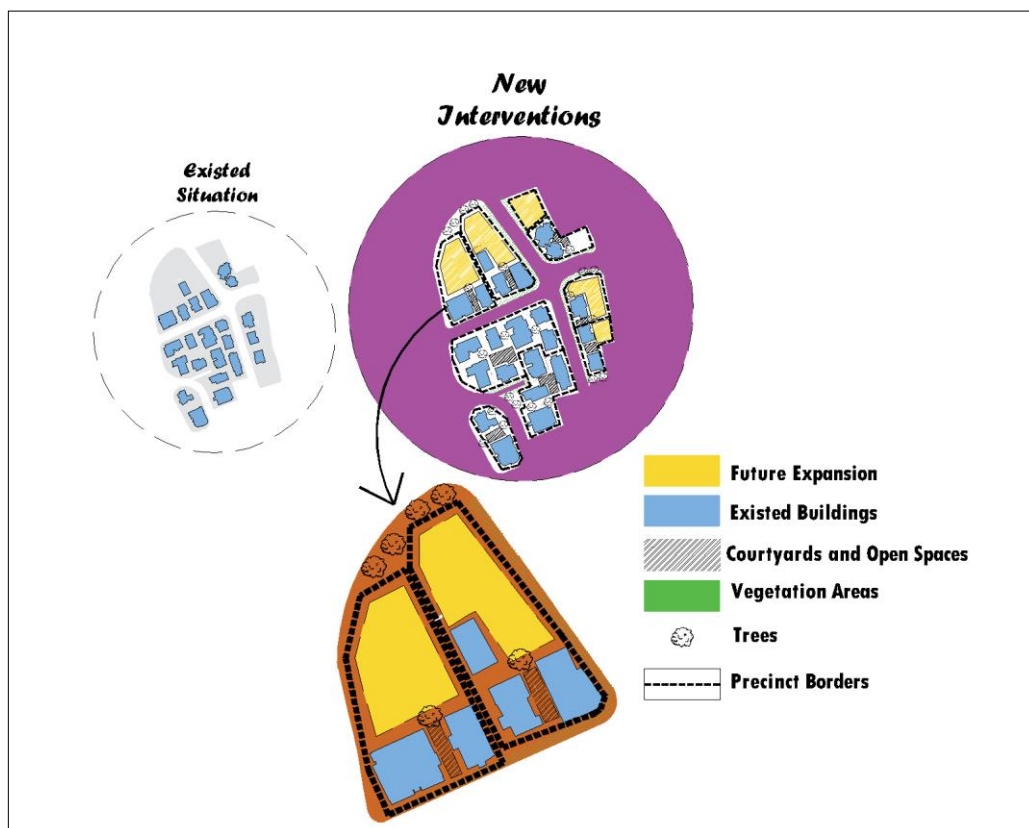 New
Interventions
Existed
Situation
Future Expansion
Existed Buildings
Courtyards and Open Spaces
Vegetation Areas
Trees
Precinct Borders